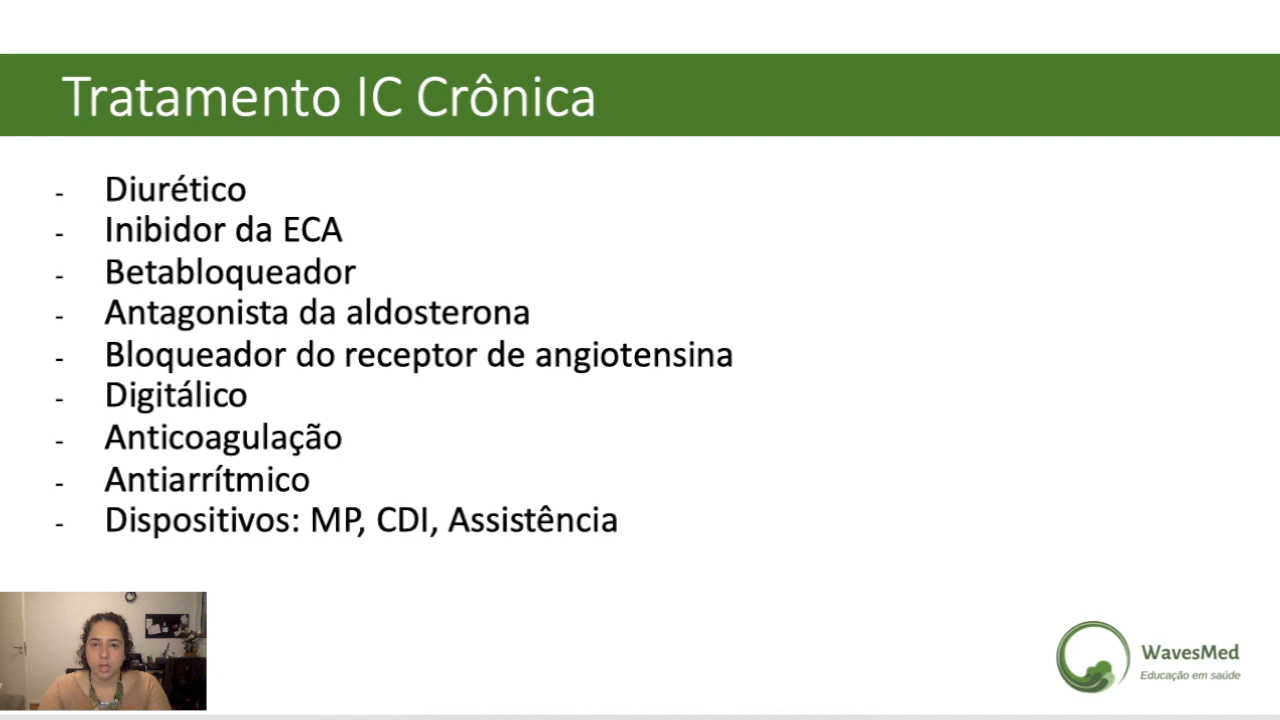 Tratamento IC Crônica
- Diurético
- Inibidor da ECA
- Betabloqueador
- Antagonista da aldosterona
- Bloqueador do receptor de angiotensina
- Digitálico
- Anticoagulação
- Antiarrítmico
- Dispositivos: MP, CDI, Assistência
WavesMed
Educação em saúde